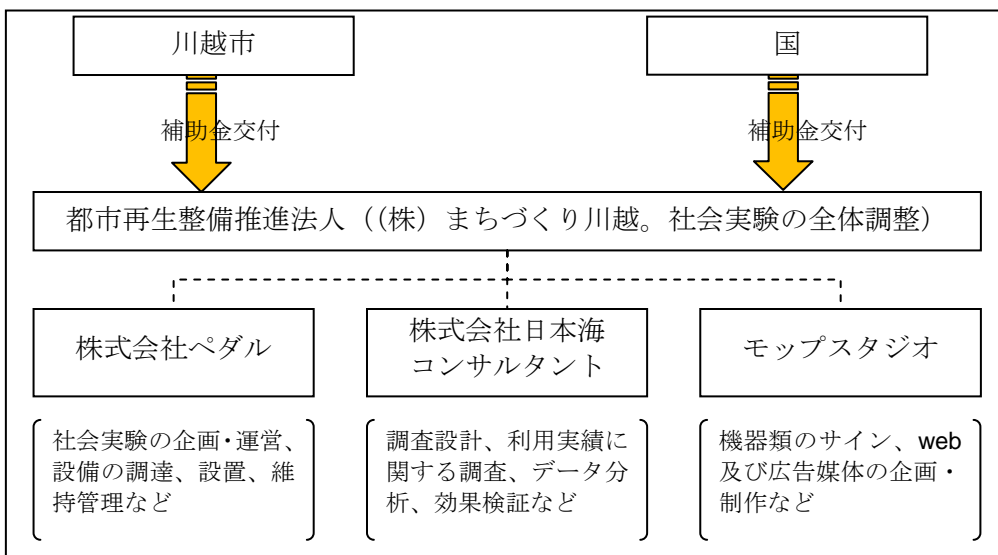 川越市
国
補助金交付
補助金交付
都市再生整備推進法人（(株）まちづくり川越。社会実験の全体調整）
株式会社ペダル
株式会社日本海
コンサルタント
モップスタジオ
社会実験の企画・運営、
設備の調達、設置、維
持管理など
調査設計、利用実績に
関する調査、データ分
析、効果検証など
機器類のサイン、web
及び広告媒体の企画・
制作など